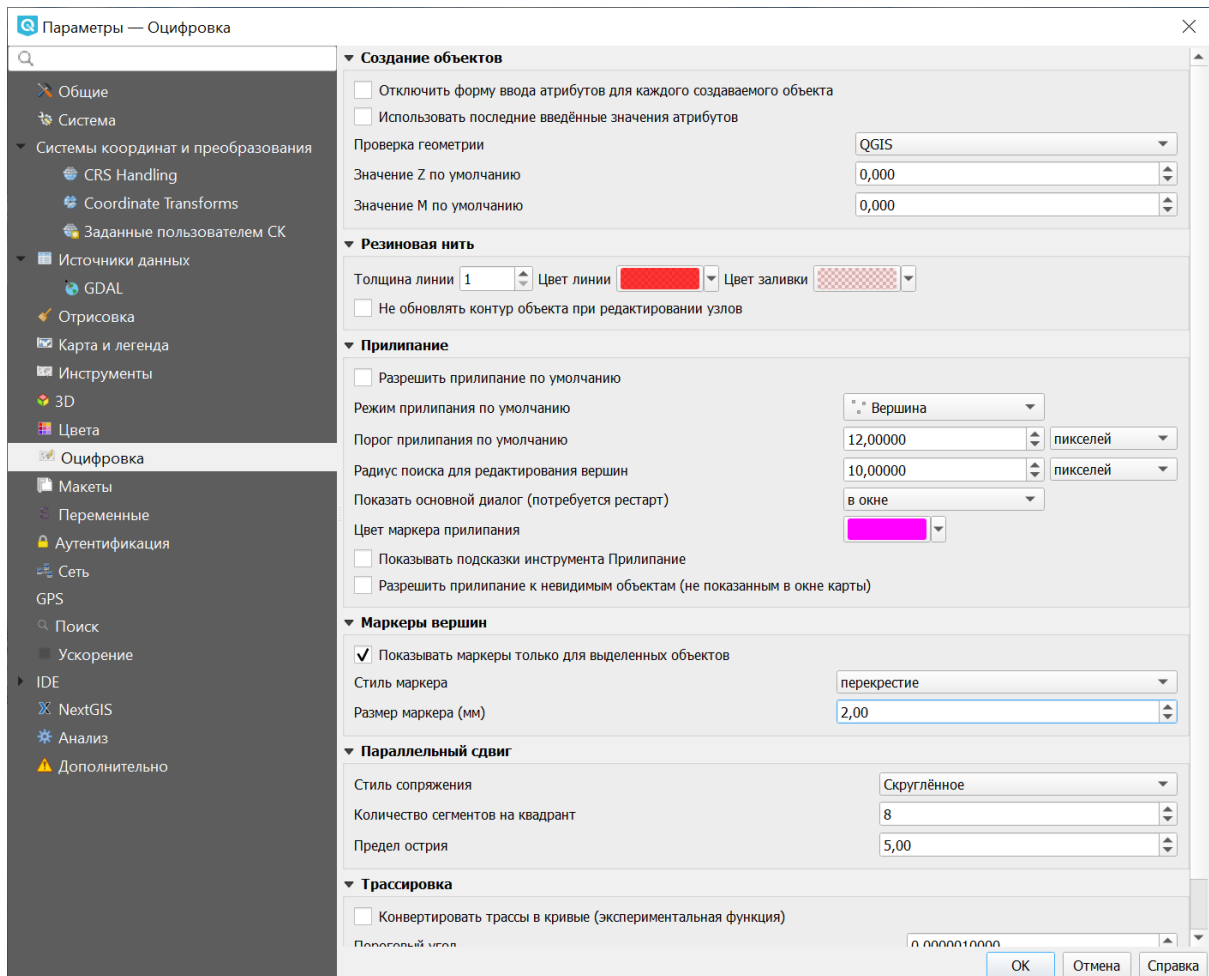 Параметры — Оцифровка
Общие
Система
Системы координат и преобразования
CRS Handling
Coordinate Transforms
Заданные пользователем СК
Источники данных
GDAL
Отрисовка
Карта и легенда
Инструменты
3D
Цвета
Оцифровка
Макеты
Переменные
Аутентификация
Сеть
GPS
Поиск
Ускорение
IDE
NextGIS
Анализ
Дополнительно
Создание объектов
Отключить форму ввода атрибутов для каждого создаваемого объекта
Использовать последние введённые значения атрибутов
Проверка геометрии QGIS
Значение Z по умолчанию 0,000
Значение M по умолчанию 0,000
Резиновая нить
Толщина линии 1 Цвет линии Цвет заливки
Не обновлять контур объекта при редактировании узлов
Прилипание
Разрешить прилипание по умолчанию
Режим прилипания по умолчанию Вершина
Порог прилипания по умолчанию 12,00000 пикселей
Радиус поиска для редактирования вершин 10,00000 пикселей
Показать основной диалог (потребуется рестарт) в окне
Цвет маркера прилипания
Показывать подсказки инструмента Прилипание
Разрешить прилипание к невидимым объектам (не показанным в окне карты)
Маркеры вершин
Показывать маркеры только для выделенных объектов
Стиль маркера перекрестие
Размер маркера (мм) 2,00
Параллельный сдвиг
Стиль сопряжения Скруглённое
Количество сегментов на квадрант 8
Предел острия 5,00
Трассировка
Конвертировать трассы в кривые (экспериментальная функция)
Пороговый угол 0,0000010000
OK Отмена Справка